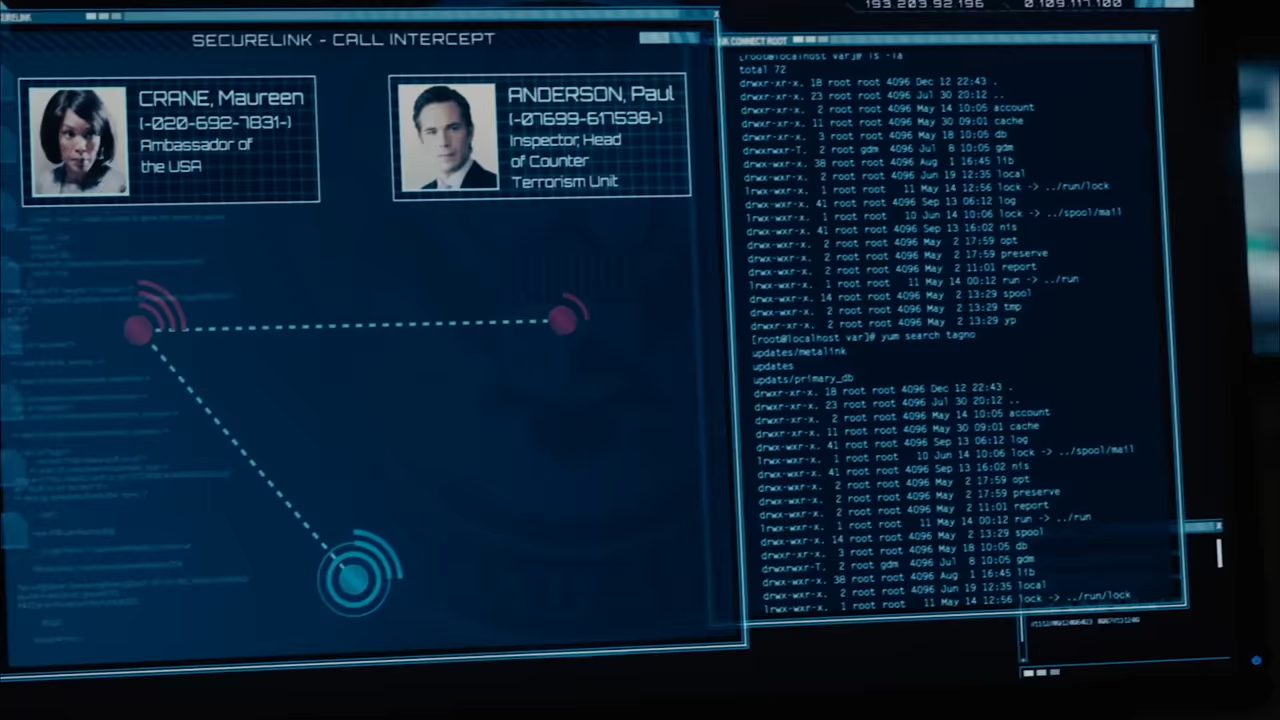 SECURELINK - CALL INTERCEPT
CRANE, Maureen
(-020-692-7831-)
Ambassador of
the USA
ANDERSON, Paul
(-07699-617538-)
Inspector, Head
of Counter
Terrorism Unit
193 203 92 196
0 109 117 100
CONNECT ROOT
[root@localhost var]# ls -la
total 72
drwxr-xr-x. 18 root root 4096 Dec 12 22:43 .
drwxr-xr-x. 23 root root 4096 Jul 30 20:12 ..
drwxr-xr-x. 2 root root 4096 May 14 10:05 account
drwxr-xr-x. 11 root root 4096 May 30 09:01 cache
drwxr-xr-x. 3 root root 4096 May 18 10:05 db
drwxrwxr-T. 2 root gdm 4096 Jul 8 10:05 gdm
drwx-wxr-x. 38 root root 4096 Aug 1 16:45 lib
drwx-wxr-x. 2 root root 4096 Jun 19 12:35 local
lrwx-wxr-x. 1 root root 11 May 14 12:56 lock -> ../run/lock
drwx-wxr-x. 41 root root 4096 Sep 13 06:12 log
lrwx-wxr-x. 1 root root 10 Jun 14 10:06 lock -> ../spool/mail
drwx-wxr-x. 41 root root 4096 Sep 13 16:02 nis
drwx-wxr-x. 2 root root 4096 May 2 17:59 opt
drwx-wxr-x. 2 root root 4096 May 2 17:59 preserve
drwx-wxr-x. 2 root root 4096 May 2 11:01 report
lrwx-wxr-x. 1 root root 11 May 14 00:12 run -> ../run
drwx-wxr-x. 14 root root 4096 May 2 13:29 spool
drwx-wxr-x. 2 root root 4096 May 2 13:29 tmp
drwx-wxr-x. 2 root root 4096 May 2 13:29 yp
[root@localhost var]# yum search tagno
updates/metalink
updates
updats/primary_db
drwxr-xr-x. 18 root root 4096 Dec 12 22:43 .
drwxr-xr-x. 23 root root 4096 Jul 30 20:12 ..
drwxr-xr-x. 2 root root 4096 May 14 10:05 account
drwxr-xr-x. 11 root root 4096 May 30 09:01 cache
drwx-wxr-x. 41 root root 4096 Sep 13 06:12 log
lrwx-wxr-x. 1 root root 10 Jun 14 10:06 lock -> ../spool/mail
drwx-wxr-x. 41 root root 4096 Sep 13 16:02 nis
drwx-wxr-x. 2 root root 4096 May 2 17:59 opt
drwx-wxr-x. 2 root root 4096 May 2 17:59 preserve
drwx-wxr-x. 2 root root 4096 May 2 11:01 report
lrwx-wxr-x. 1 root root 11 May 14 00:12 run -> ../run
drwx-wxr-x. 14 root root 4096 May 2 13:29 spool
drwxr-xr-x. 3 root root 4096 May 18 10:05 db
drwxrwxr-T. 2 root gdm 4096 Jul 8 10:05 gdm
drwx-wxr-x. 38 root root 4096 Aug 1 16:45 lib
drwx-wxr-x. 2 root root 4096 Jun 19 12:35 local
lrwx-wxr-x. 1 root root 11 May 14 12:56 lock -> ../run/lock